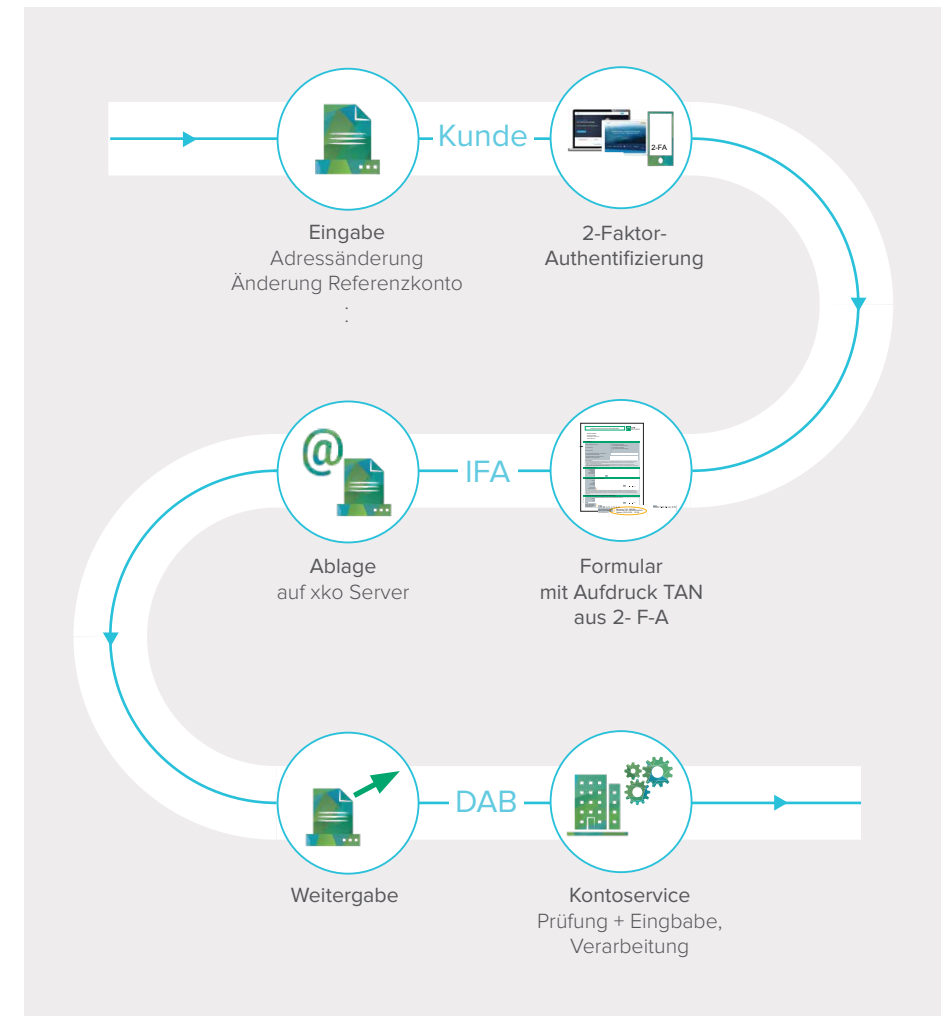 Kunde
2-FA
Eingabe
Adressänderung
Änderung Referenzkonto
:
2-Faktor-
Authentifizierung
IFA
@
Ablage
auf xko Server
Formular
mit Aufdruck TAN
aus 2- F-A
DAB
Weitergabe
Kontoservice
Prüfung + Eingbabe,
Verarbeitung